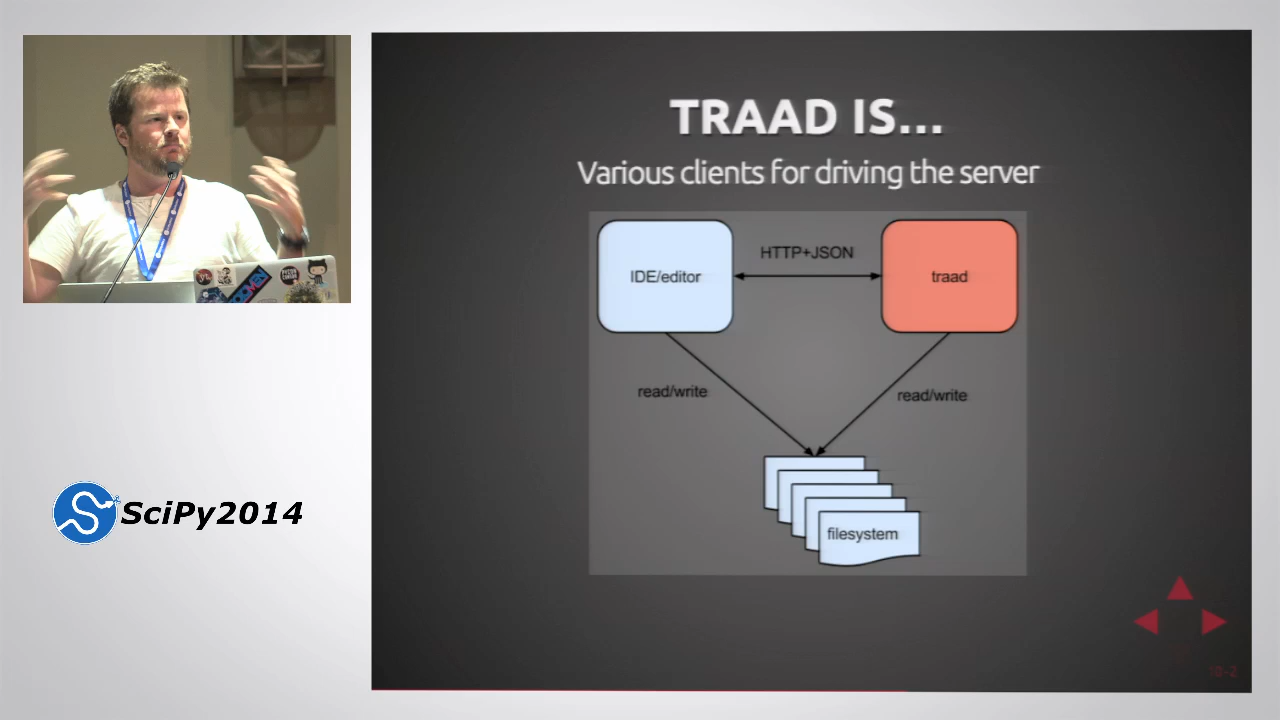 TRAAD IS...
Various clients for driving the server
HTTP+JSON
IDE/editor
traad
read/write
read/write
filesystem
SciPy2014